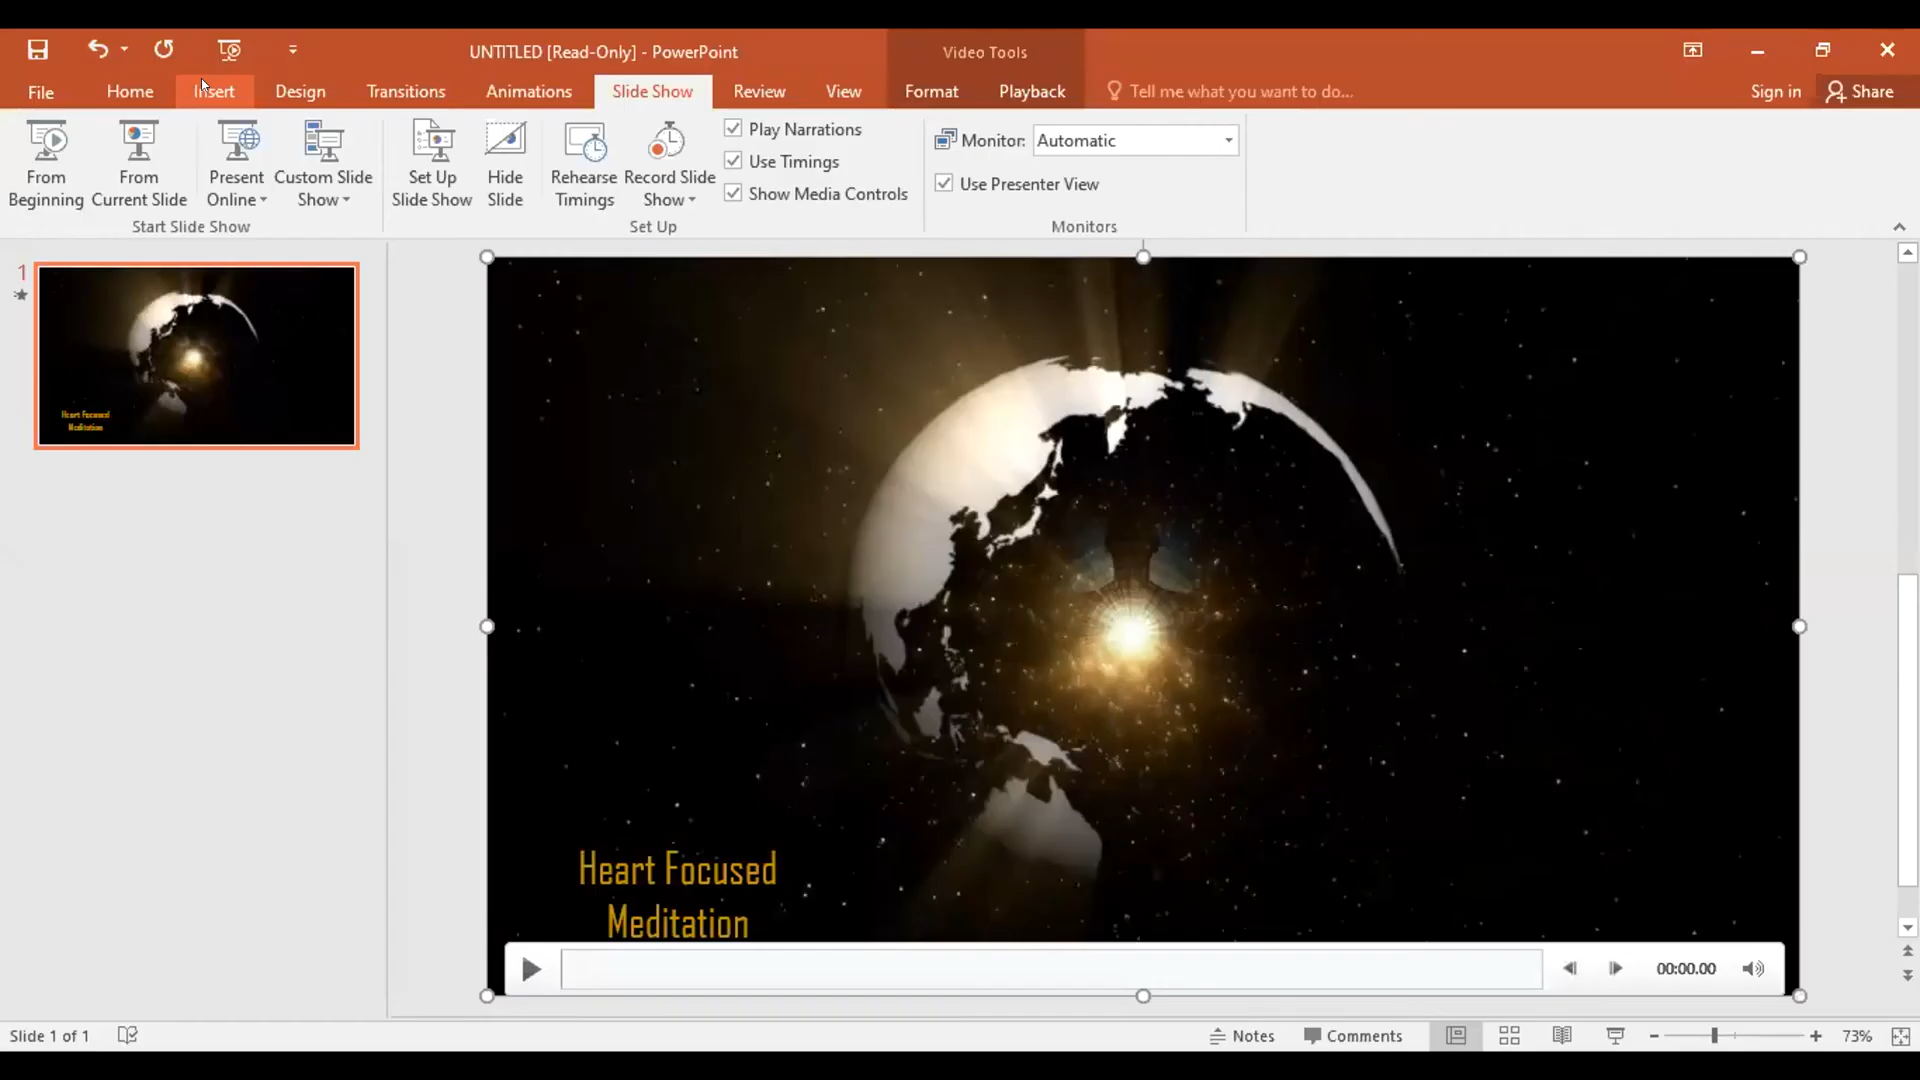 UNTITLED [Read-Only] - PowerPoint
Video Tools
File
Home
Insert
Design
Transitions
Animations
Slide Show
Review
View
Format
Playback
Tell me what you want to do...
Sign in
Share
From Beginning
From Current Slide
Present Online
Custom Slide Show
Set Up Slide Show
Hide Slide
Rehearse Timings
Record Slide Show
Play Narrations
Use Timings
Show Media Controls
Monitor: Automatic
Use Presenter View
Start Slide Show
Set Up
Monitors
1
Heart Focused
Meditation
Heart Focused
Meditation
00:00.00
Slide 1 of 1
Notes
Comments
73%